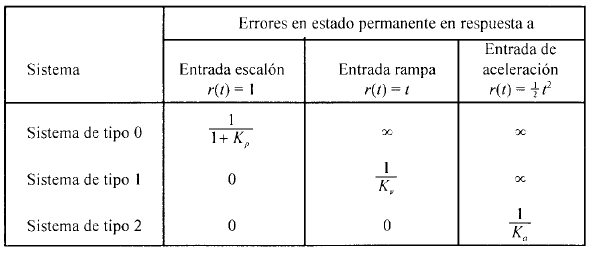 Errores en estado permanente en respuesta a
Sistema
Entrada escalón
r(t) = 1
Entrada rampa
r(t) = t
Entrada de
aceleración
r(t) = ½ t²
Sistema de tipo 0 1/(1 + Kₚ) ∞ ∞
Sistema de tipo 1 0 1/Kᵥ ∞
Sistema de tipo 2 0 0 1/Kₐ